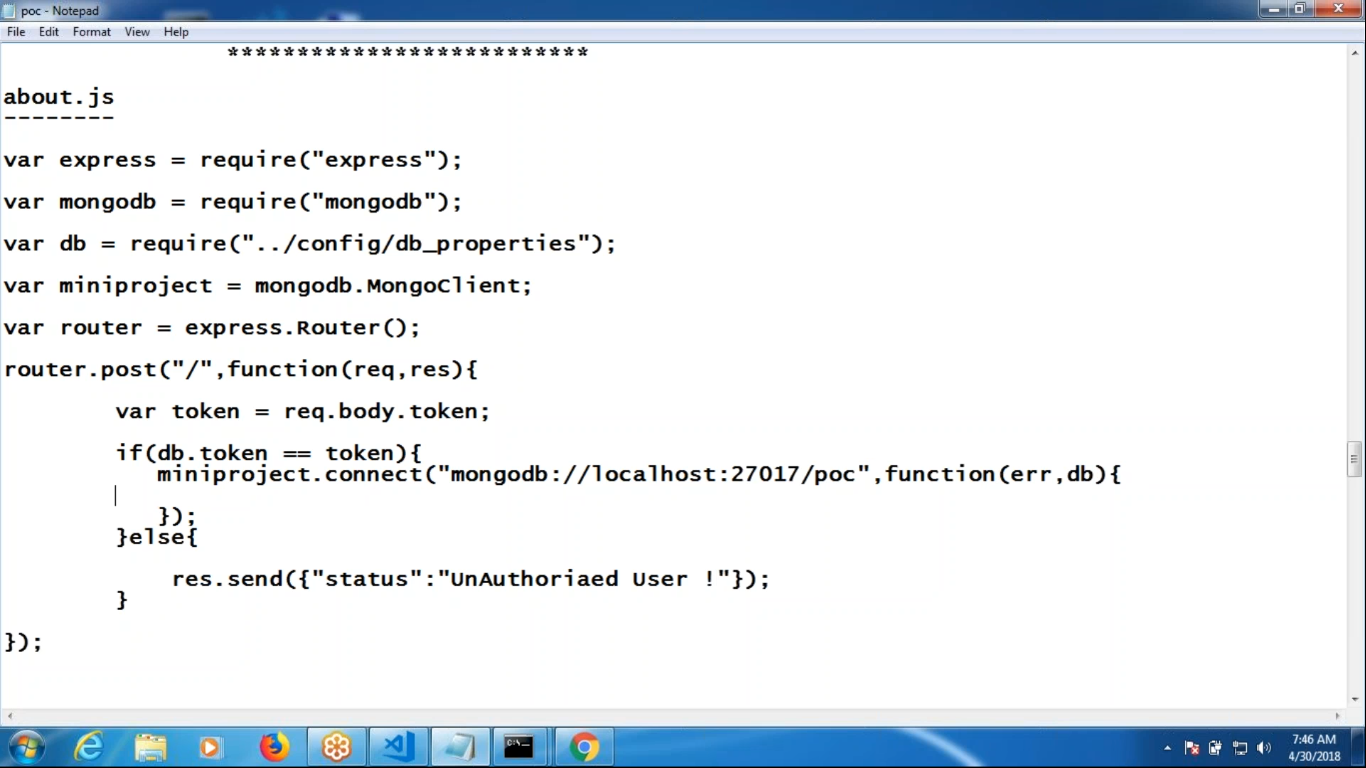 poc - Notepad
File Edit Format View Help
**************************
about.js
--------
var express = require("express");
var mongodb = require("mongodb");
var db = require("../config/db_properties");
var miniproject = mongodb.MongoClient;
var router = express.Router();
router.post("/",function(req,res){
var token = req.body.token;
if(db.token == token){
miniproject.connect("mongodb://localhost:27017/poc",function(err,db){
});
}else{
res.send({"status":"UnAuthoriaed User !"});
}
});
7:46 AM
4/30/2018